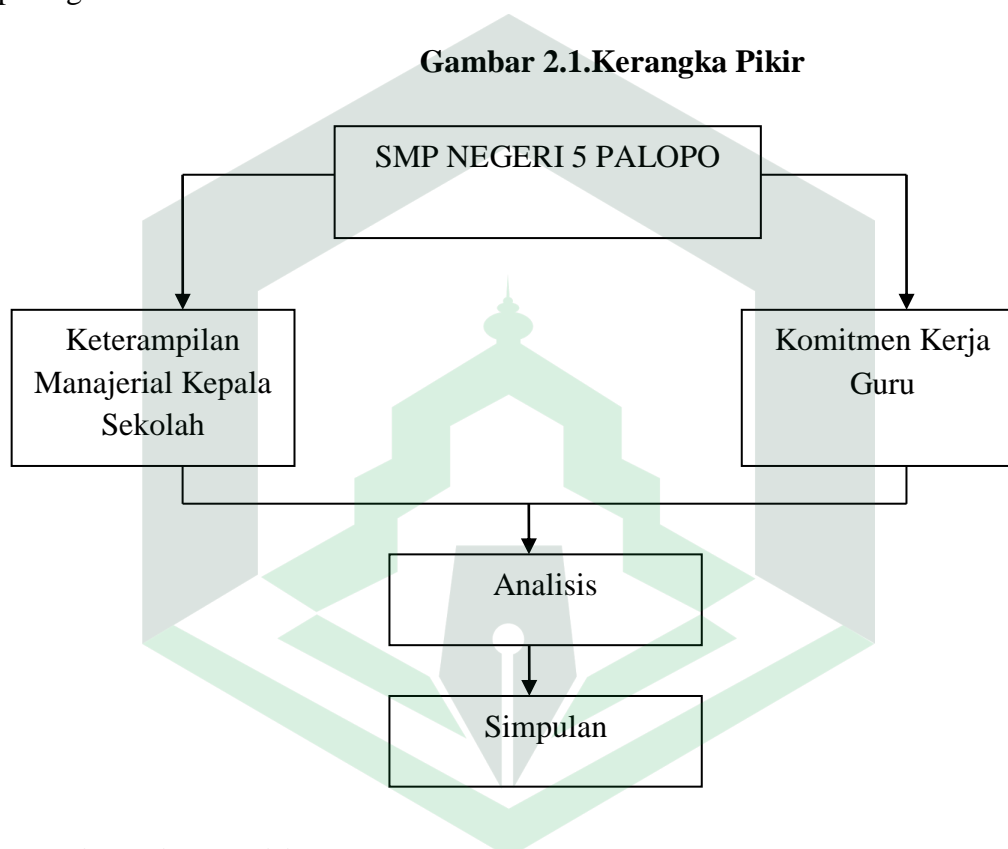 Gambar 2.1.Kerangka Pikir
SMP NEGERI 5 PALOPO
Keterampilan
Manajerial Kepala
Sekolah
Komitmen Kerja
Guru
Analisis
Simpulan